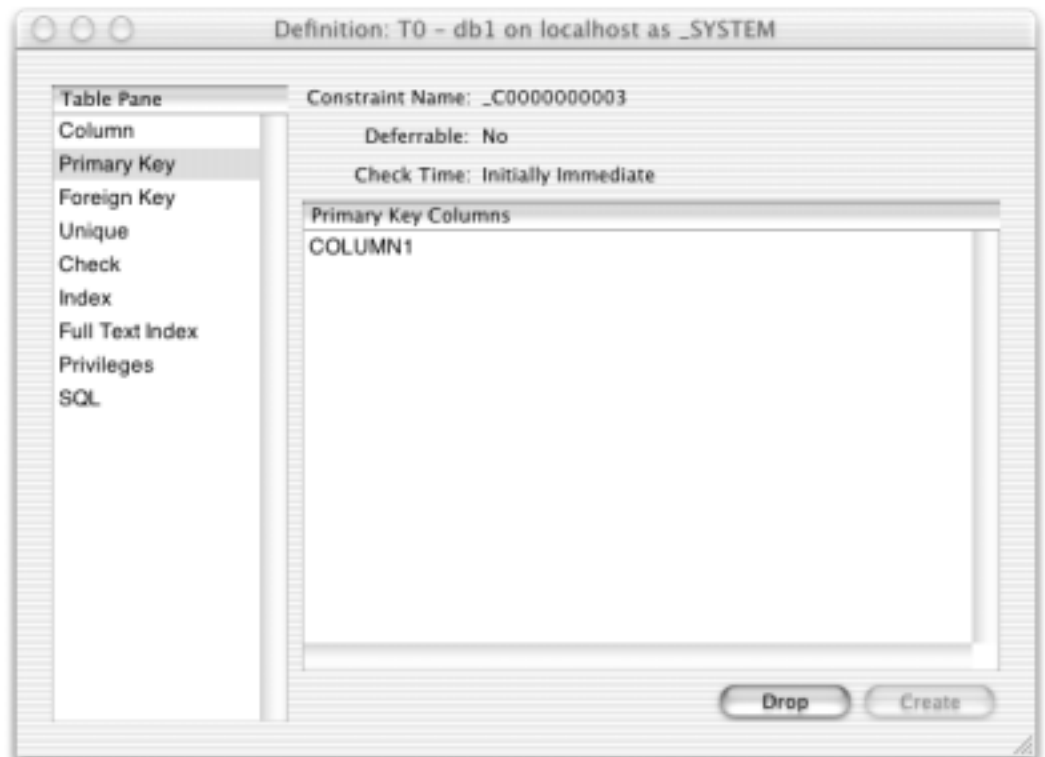 Definition: T0 – db1 on localhost as _SYSTEM
Table Pane
Column
Primary Key
Foreign Key
Unique
Check
Index
Full Text Index
Privileges
SQL
Constraint Name: _C0000000003
Deferrable: No
Check Time: Initially Immediate
Primary Key Columns
COLUMN1
Drop
Create